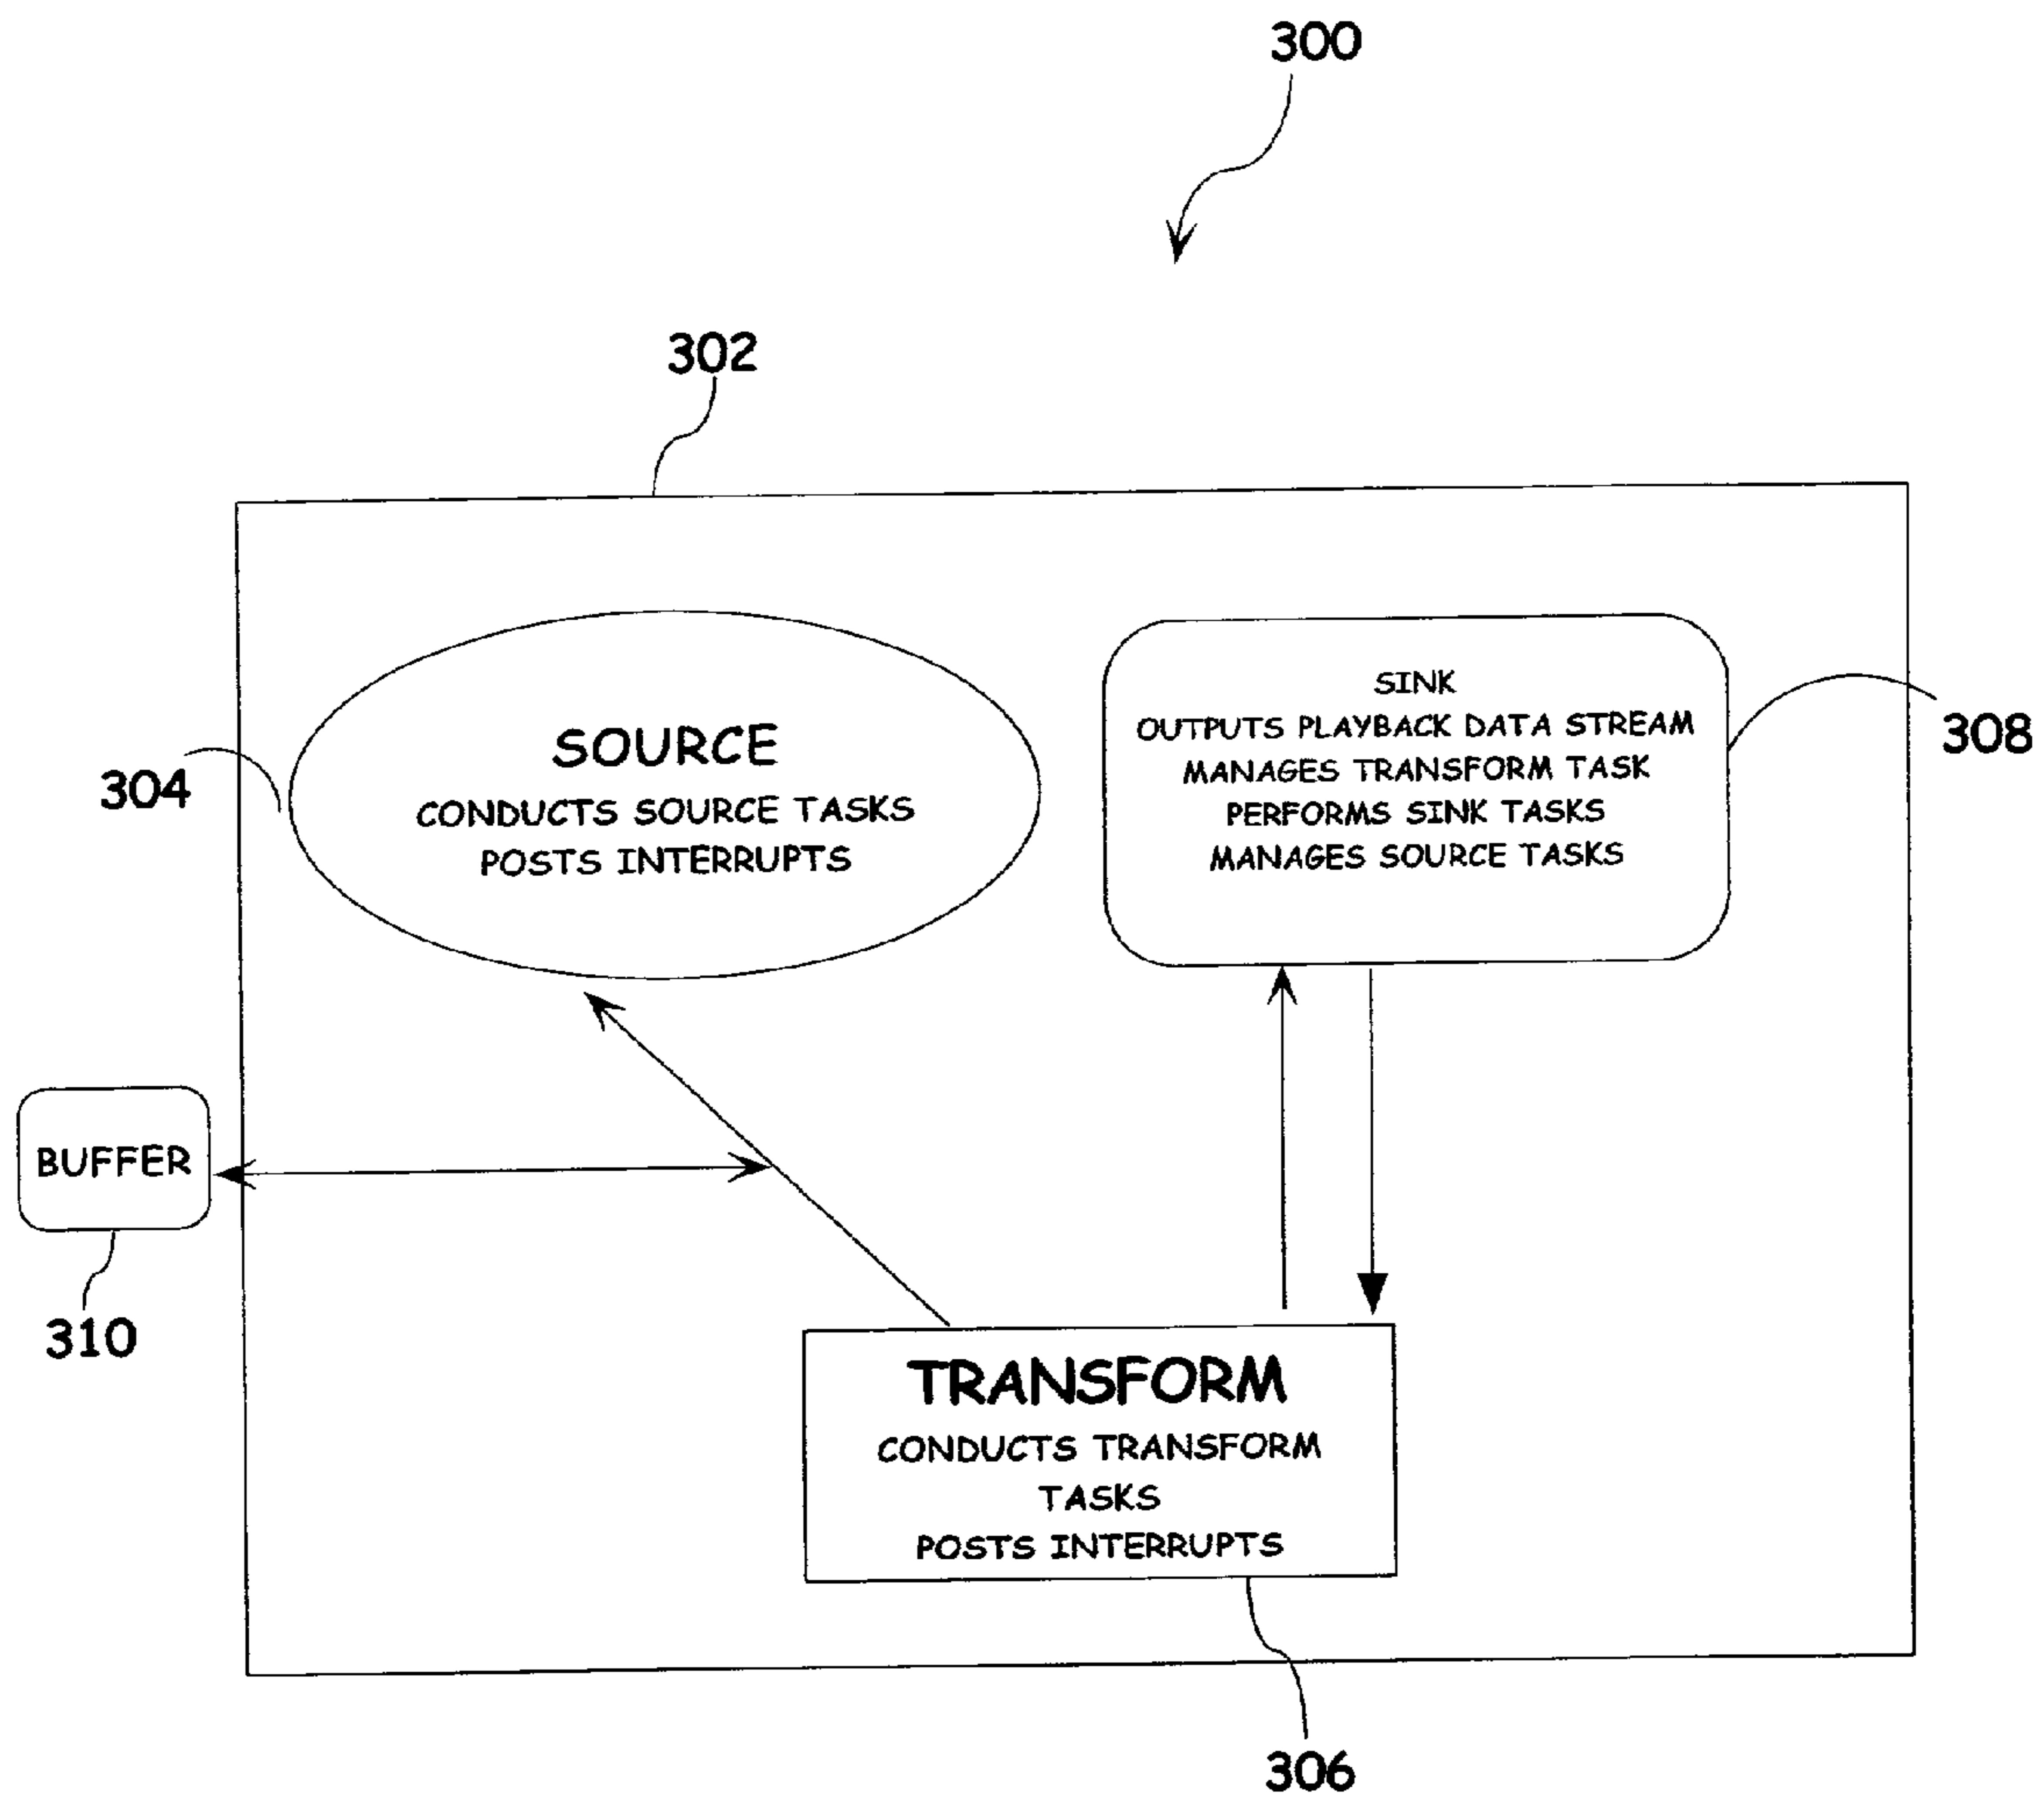 300
302
SOURCE
CONDUCTS SOURCE TASKS
POSTS INTERRUPTS
304
SINK
OUTPUTS PLAYBACK DATA STREAM
MANAGES TRANSFORM TASK
PERFORMS SINK TASKS
MANAGES SOURCE TASKS
308
BUFFER
310
TRANSFORM
CONDUCTS TRANSFORM
TASKS
POSTS INTERRUPTS
306